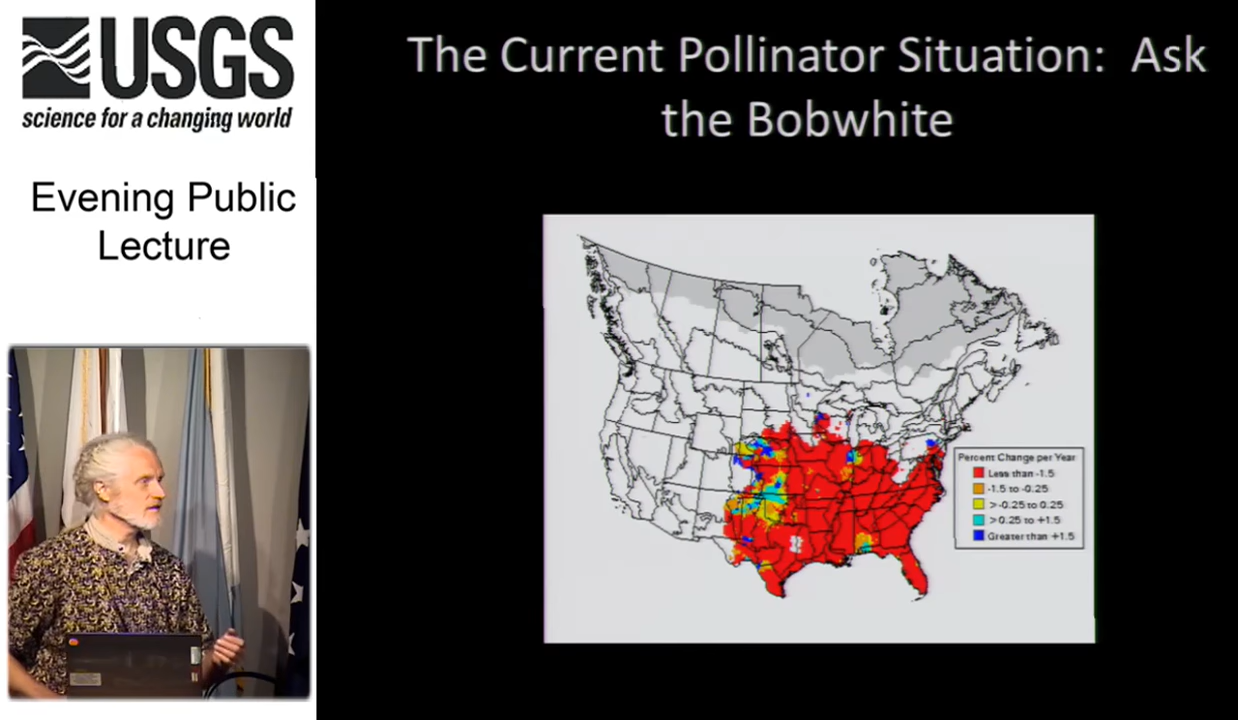 USGS
science for a changing world
Evening Public
Lecture
The Current Pollinator Situation: Ask
the Bobwhite
Percent Change per Year
Less than -1.5
-1.5 to -0.25
>-0.25 to 0.25
>0.25 to +1.5
Greater than +1.5